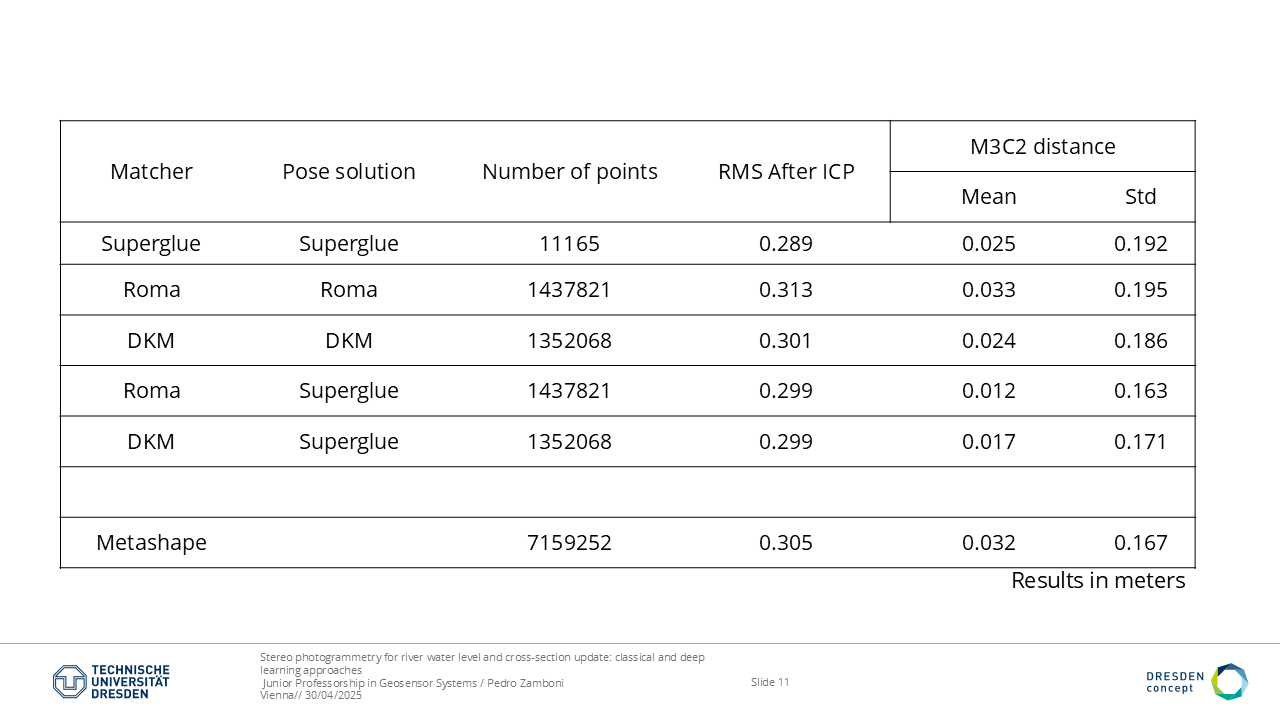 Matcher Pose solution Number of points RMS After ICP M3C2 distance
Mean Std
Superglue Superglue 11165 0.289 0.025 0.192
Roma Roma 1437821 0.313 0.033 0.195
DKM DKM 1352068 0.301 0.024 0.186
Roma Superglue 1437821 0.299 0.012 0.163
DKM Superglue 1352068 0.299 0.017 0.171
Metashape 7159252 0.305 0.032 0.167
Results in meters
TECHNISCHE
UNIVERSITÄT
DRESDEN
Stereo photogrammetry for river water level and cross-section update: classical and deep
learning approaches
Junior Professorship in Geosensor Systems / Pedro Zamboni
Vienna// 30/04/2025
Slide 11
DRESDEN
concept